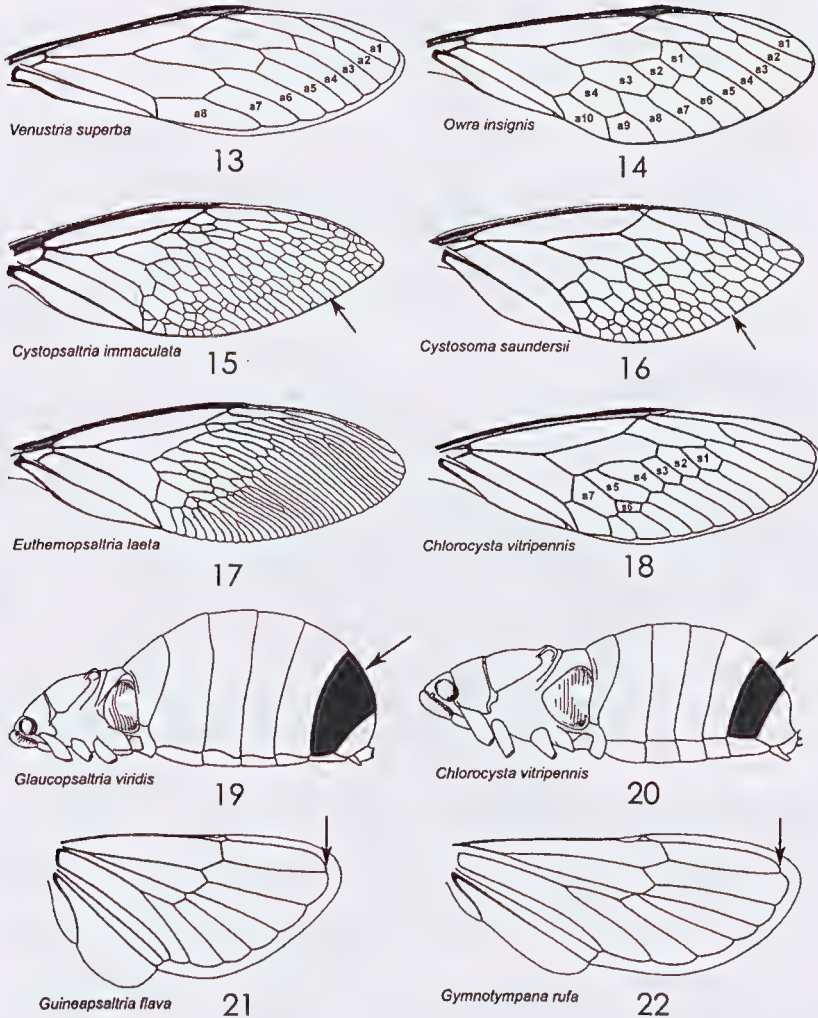 a1
a2
a3
a4
a5
a6
a7
a8
Venustria superba
13
a1
a2
a3
a4
a5
a6
a7
a8
a9
a10
s1
s2
s3
s4
Owra insignis
14
Cystopsaltria immaculata
15
Cystosoma saundersii
16
Euthemopsaltria laeta
17
s1
s2
s3
s4
s5
s6
s7
Chlorocysta vitripennis
18
Glaucopsaltria viridis
19
Chlorocysta vitripennis
20
Guineapsaltria flava
21
Gymnotympana rufa
22